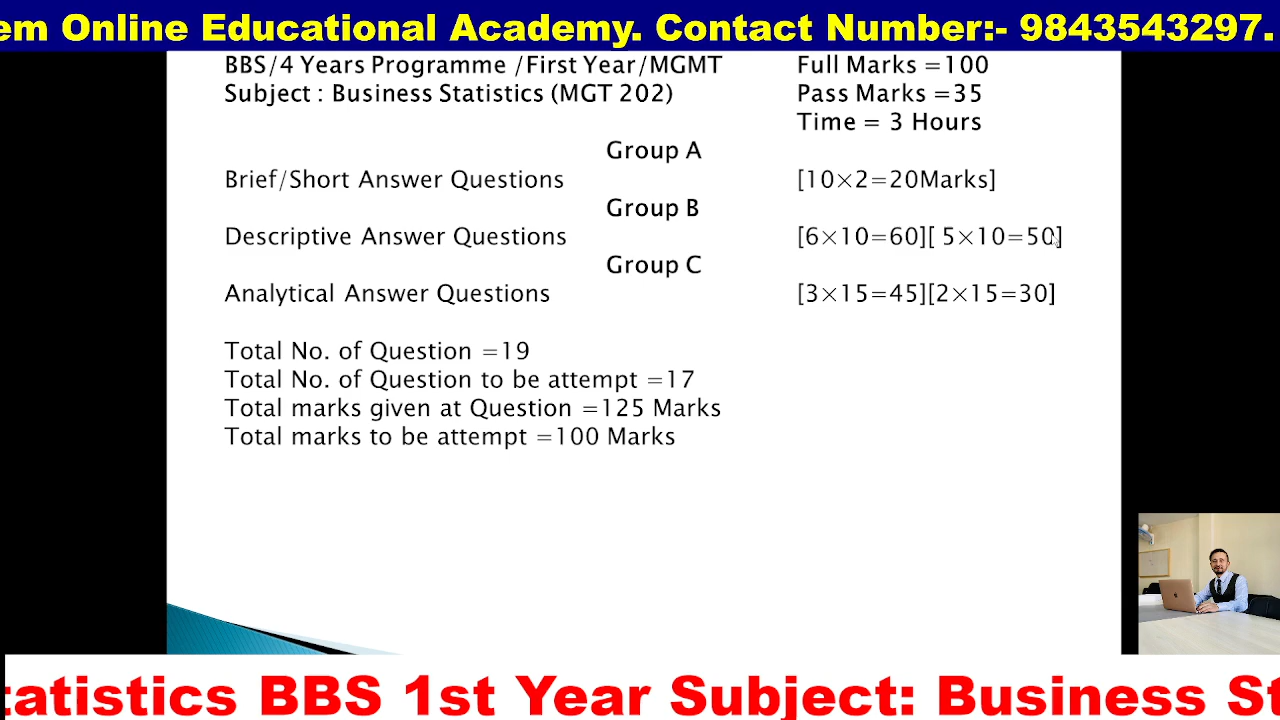 em Online Educational Academy. Contact Number:- 9843543297.
BBS/4 Years Programme /First Year/MGMT Full Marks =100
Subject : Business Statistics (MGT 202) Pass Marks =35
Time = 3 Hours
Group A
Brief/Short Answer Questions [10×2=20Marks]
Group B
Descriptive Answer Questions [6×10=60][ 5×10=50]
Group C
Analytical Answer Questions [3×15=45][2×15=30]
Total No. of Question =19
Total No. of Question to be attempt =17
Total marks given at Question =125 Marks
Total marks to be attempt =100 Marks
tatistics BBS 1st Year Subject: Business St